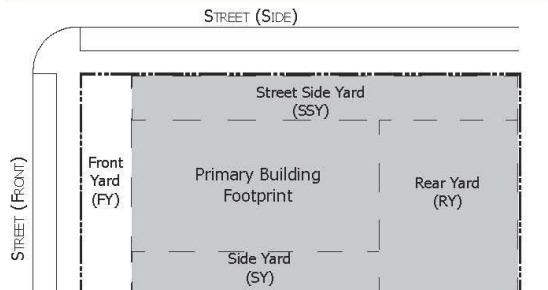 STREET (SIDE)
Street Side Yard
(SSY)
Front
Yard
(FY)
Primary Building
Footprint
Rear Yard
(RY)
STREET (FRONT)
Side Yard
(SY)